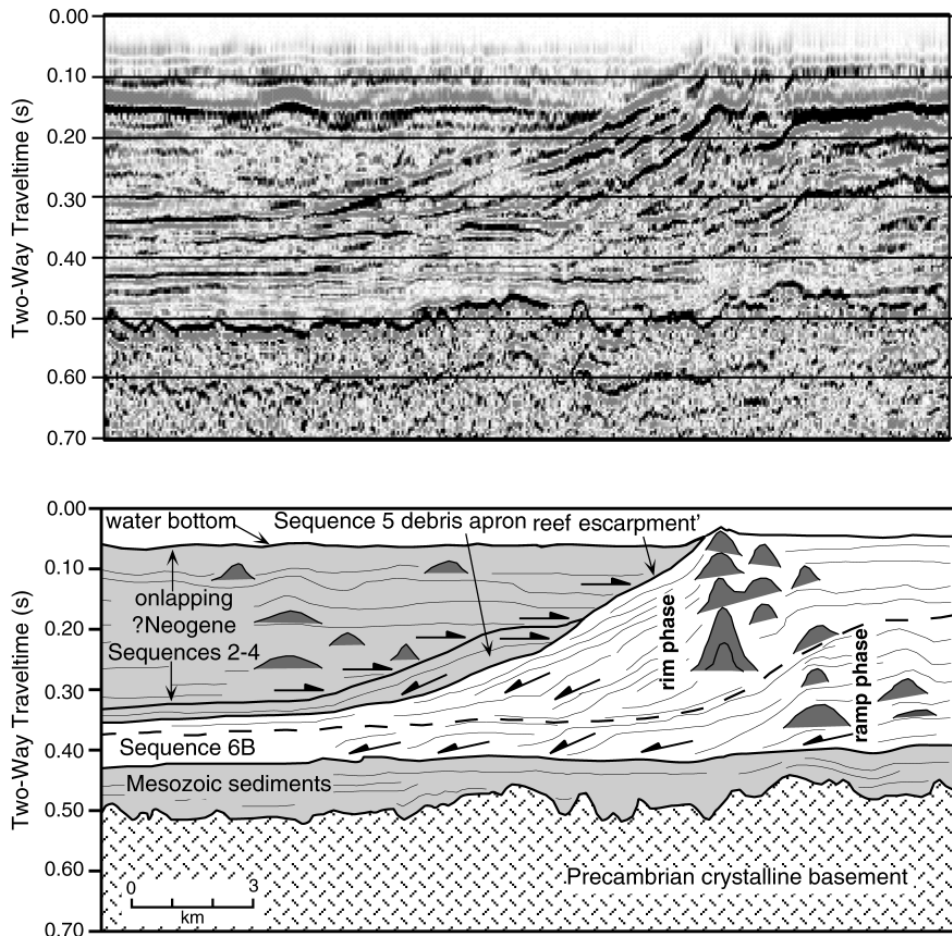 0.00
0.10
0.20
0.30
0.40
0.50
0.60
0.70
Two-Way Traveltime (s)
0.00
0.10
0.20
0.30
0.40
0.50
0.60
0.70
Two-Way Traveltime (s)
water bottom
Sequence 5 debris apron
reef escarpment'
onlapping
?Neogene
Sequences 2-4
rim phase
ramp phase
Sequence 6B
Mesozoic sediments
Precambrian crystalline basement
0 3
km